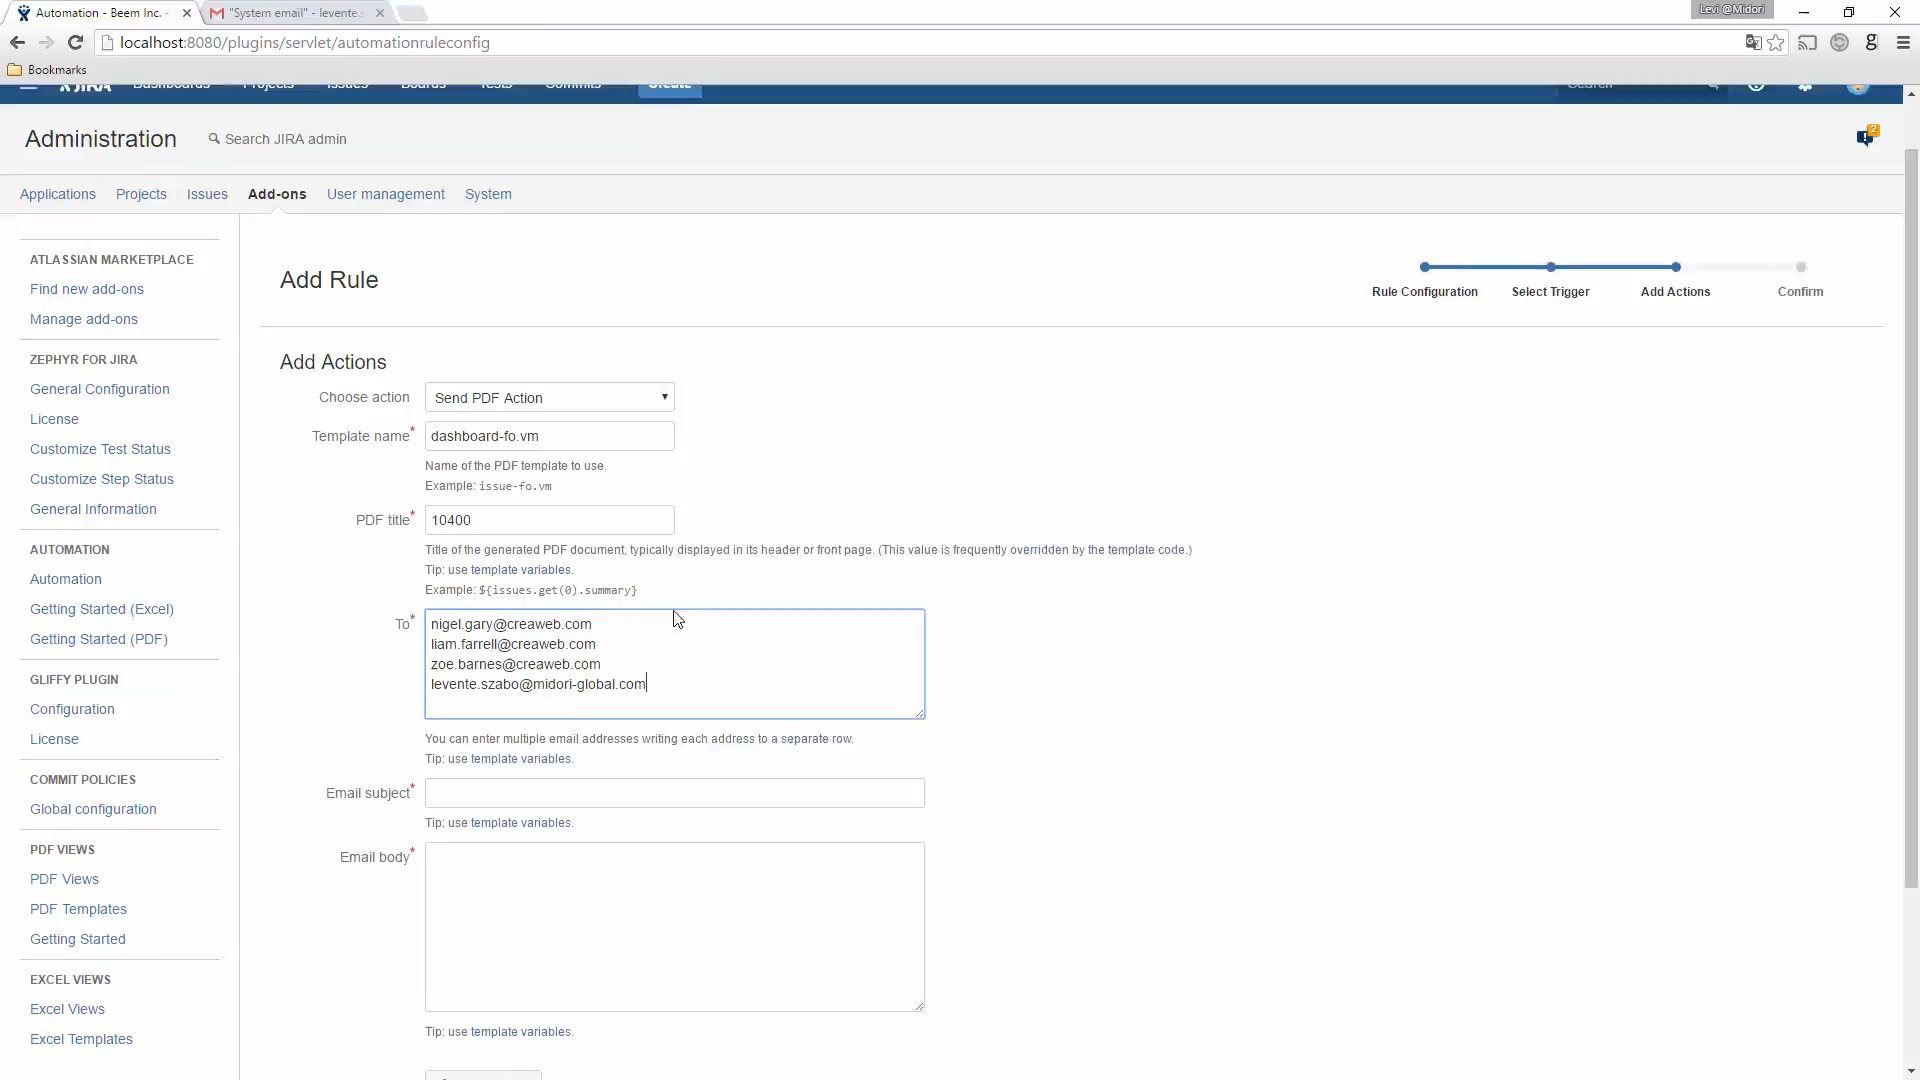 Automation - Beem Inc. -
"System email" - levente.
Levi @Midori
localhost:8080/plugins/servlet/automationruleconfig
Bookmarks
JIRA Dashboards Projects Issues Boards Tests Commits Create Search
Administration
Search JIRA admin
2
Applications Projects Issues Add-ons User management System
ATLASSIAN MARKETPLACE
Find new add-ons
Manage add-ons
ZEPHYR FOR JIRA
General Configuration
License
Customize Test Status
Customize Step Status
General Information
AUTOMATION
Automation
Getting Started (Excel)
Getting Started (PDF)
GLIFFY PLUGIN
Configuration
License
COMMIT POLICIES
Global configuration
PDF VIEWS
PDF Views
PDF Templates
Getting Started
EXCEL VIEWS
Excel Views
Excel Templates
Add Rule
Rule Configuration Select Trigger Add Actions Confirm
Add Actions
Choose action Send PDF Action
Template name* dashboard-fo.vm
Name of the PDF template to use.
Example: issue-fo.vm
PDF title* 10400
Title of the generated PDF document, typically displayed in its header or front page. (This value is frequently overridden by the template code.)
Tip: use template variables.
Example: ${issues.get(0).summary}
To* nigel.gary@creaweb.com
liam.farrell@creaweb.com
zoe.barnes@creaweb.com
levente.szabo@midori-global.com
You can enter multiple email addresses writing each address to a separate row.
Tip: use template variables.
Email subject*
Tip: use template variables.
Email body*
Tip: use template variables.